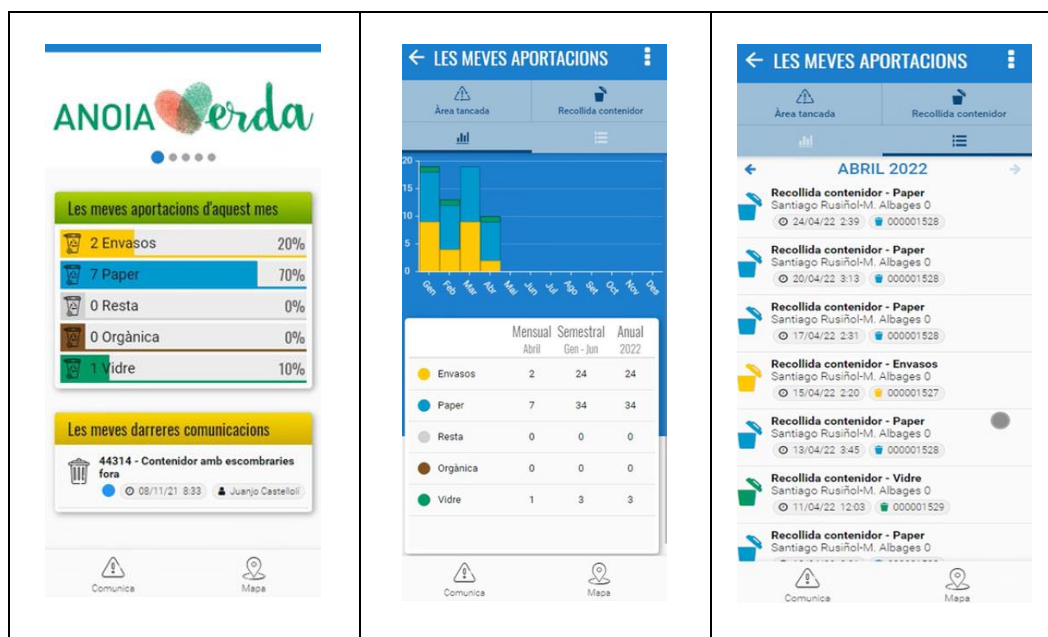 ANOIA Verda
Les meves aportacions d'aquest mes
2 Envasos 20%
7 Paper 70%
0 Resta 0%
0 Orgànica 0%
1 Vidre 10%
Les meves darreres comunicacions
44314 - Contenidor amb escombraries
fora
08/11/21 8:33 Juanjo Castellolí
Comunica Mapa
LES MEVES APORTACIONS
Àrea tancada Recollida contenidor
20
15
10
5
0
Gen Feb Mar Abr Mai Jun Jul Ago Set Oct Nov Des
Mensual Semestral Anual
Abril Gen - Jun 2022
Envasos 2 24 24
Paper 7 34 34
Resta 0 0 0
Orgànica 0 0 0
Vidre 1 3 3
Comunica Mapa
LES MEVES APORTACIONS
Àrea tancada Recollida contenidor
ABRIL 2022
Recollida contenidor - Paper
Santiago Rusiñol-M. Albages 0
24/04/22 2:39 000001528
Recollida contenidor - Paper
Santiago Rusiñol-M. Albages 0
20/04/22 3:13 000001528
Recollida contenidor - Paper
Santiago Rusiñol-M. Albages 0
17/04/22 2:31 000001528
Recollida contenidor - Envasos
Santiago Rusiñol-M. Albages 0
15/04/22 2:20 000001527
Recollida contenidor - Paper
Santiago Rusiñol-M. Albages 0
13/04/22 3:45 000001528
Recollida contenidor - Vidre
Santiago Rusiñol-M. Albages 0
11/04/22 12:03 000001529
Recollida contenidor - Paper
Santiago Rusiñol-M. Albages 0
Comunica Mapa